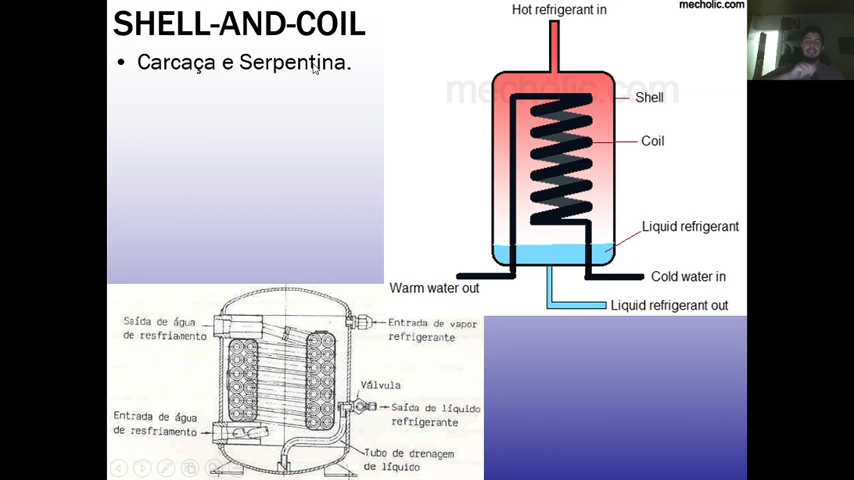 SHELL-AND-COIL
• Carcaça e Serpentina.
mecholic.com
Hot refrigerant in
mecholic.com
Shell
Coil
Liquid refrigerant
Cold water in
Warm water out
Liquid refrigerant out
Saída de água
de resfriamento
Entrada de vapor
refrigerante
Válvula
Saída de líquido
refrigerante
Entrada de água
de resfriamento
Tubo de drenagem
de líquido